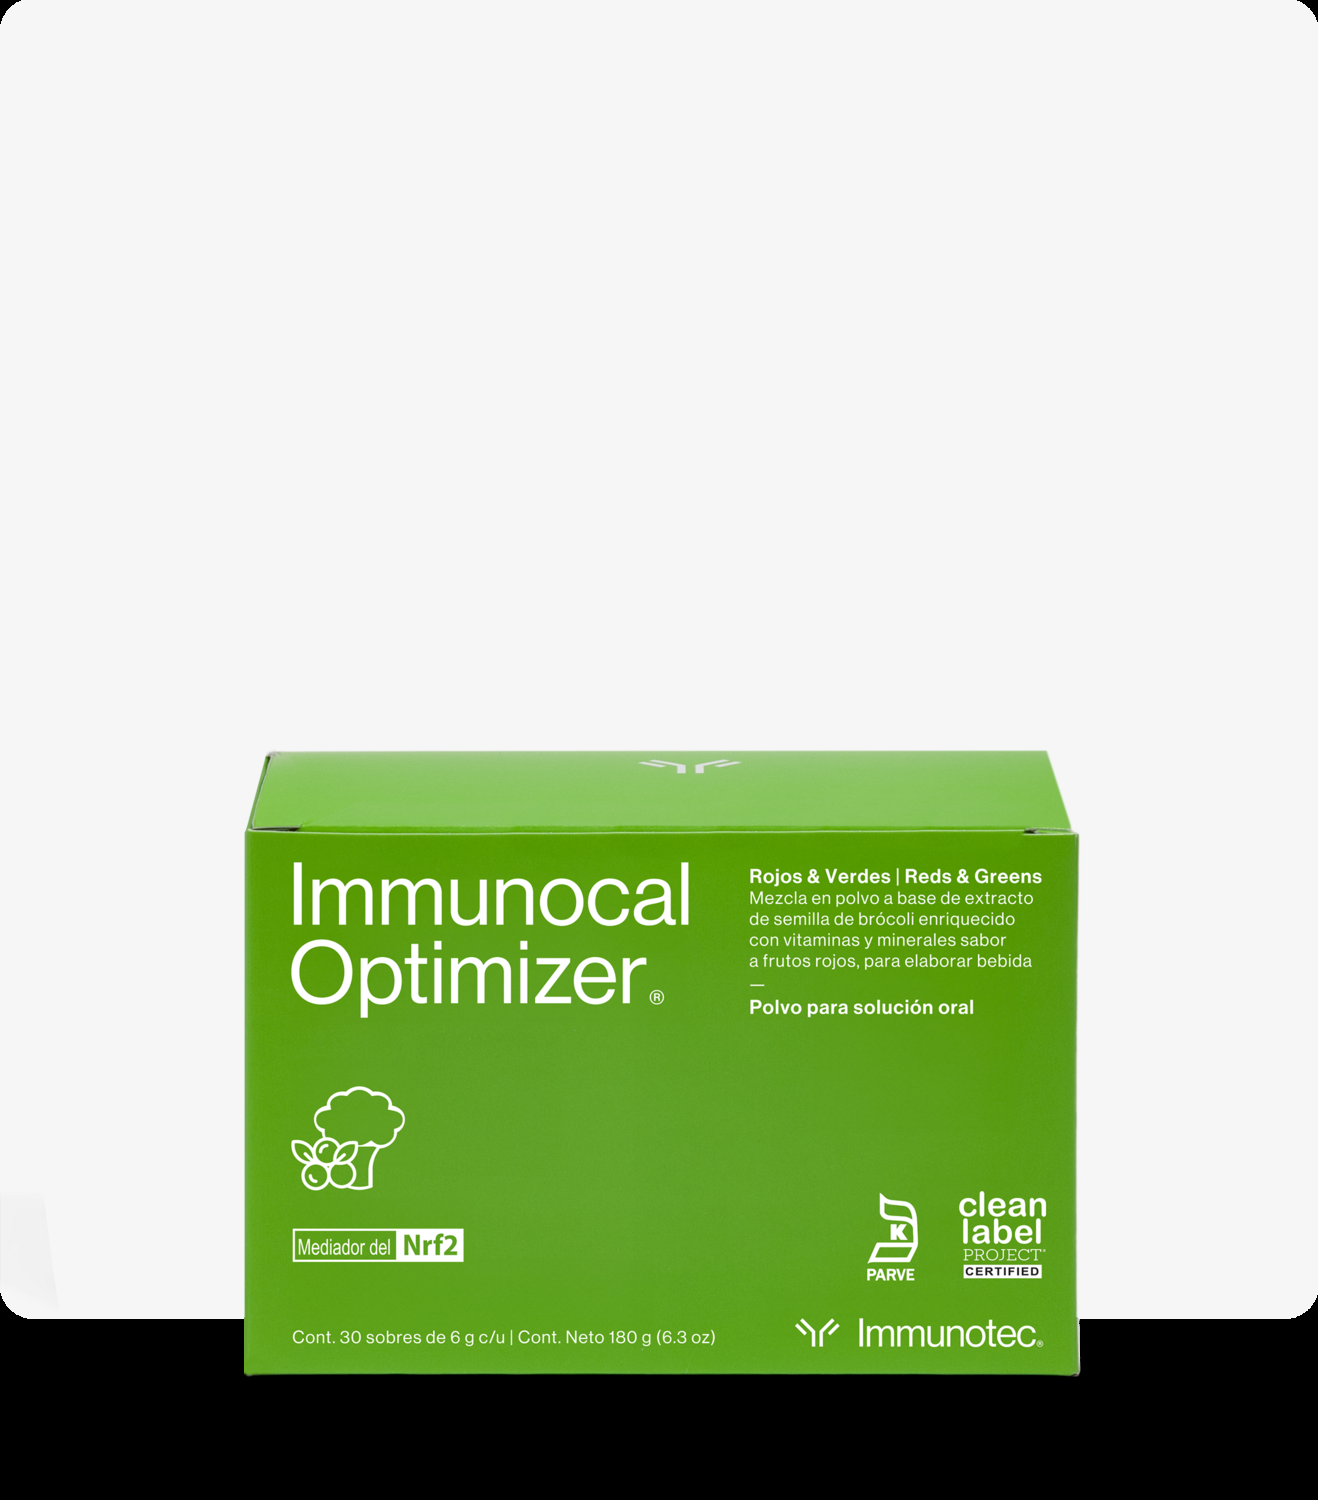 Immunocal
Optimizer®
Rojos & Verdes | Reds & Greens
Mezcla en polvo a base de extracto
de semilla de brócoli enriquecido
con vitaminas y minerales sabor
a frutos rojos, para elaborar bebida
—
Polvo para solución oral
Mediador del Nrf2
K
PARVE
clean
label
PROJECT
CERTIFIED
Cont. 30 sobres de 6 g c/u | Cont. Neto 180 g (6.3 oz)
Immunotec®